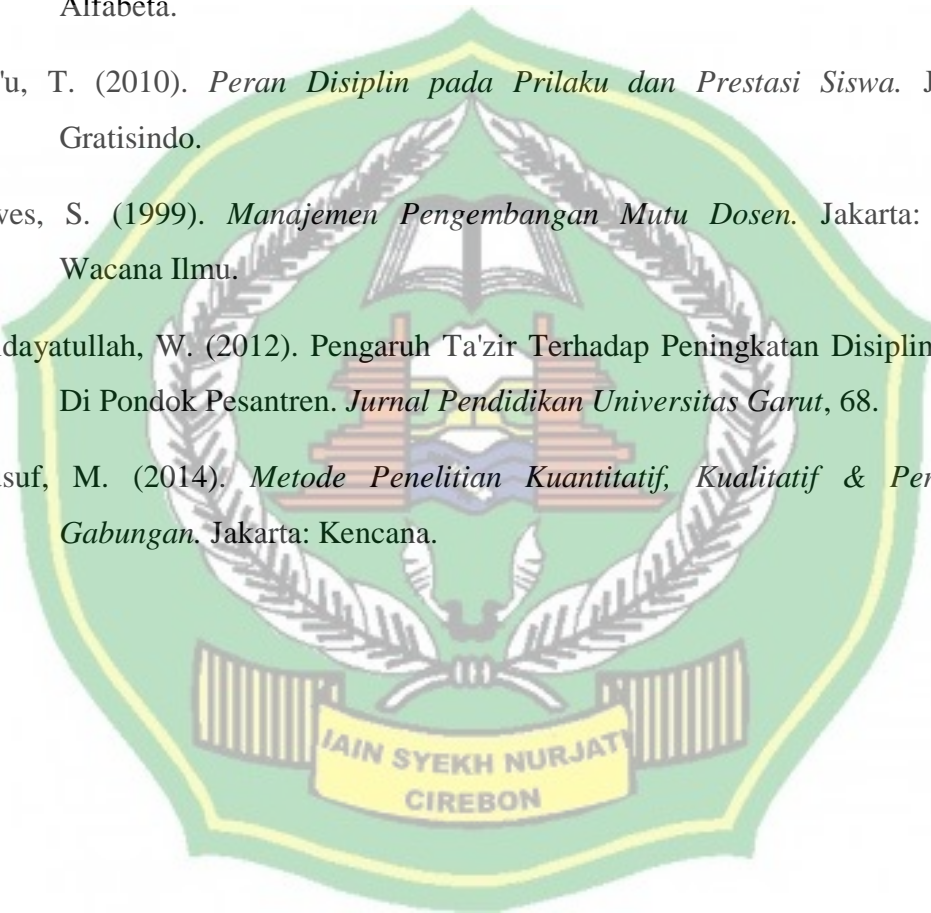 Alfabeta.
'u, T. (2010). Peran Disiplin pada Prilaku dan Prestasi Siswa. J
Gratisindo.
ves, S. (1999). Manajemen Pengembangan Mutu Dosen. Jakarta:
Wacana Ilmu.
dayatullah, W. (2012). Pengaruh Ta'zir Terhadap Peningkatan Disiplin
Di Pondok Pesantren. Jurnal Pendidikan Universitas Garut, 68.
suf, M. (2014). Metode Penelitian Kuantitatif, Kualitatif & Pen
Gabungan. Jakarta: Kencana.
IAIN SYEKH NURJATI
CIREBON